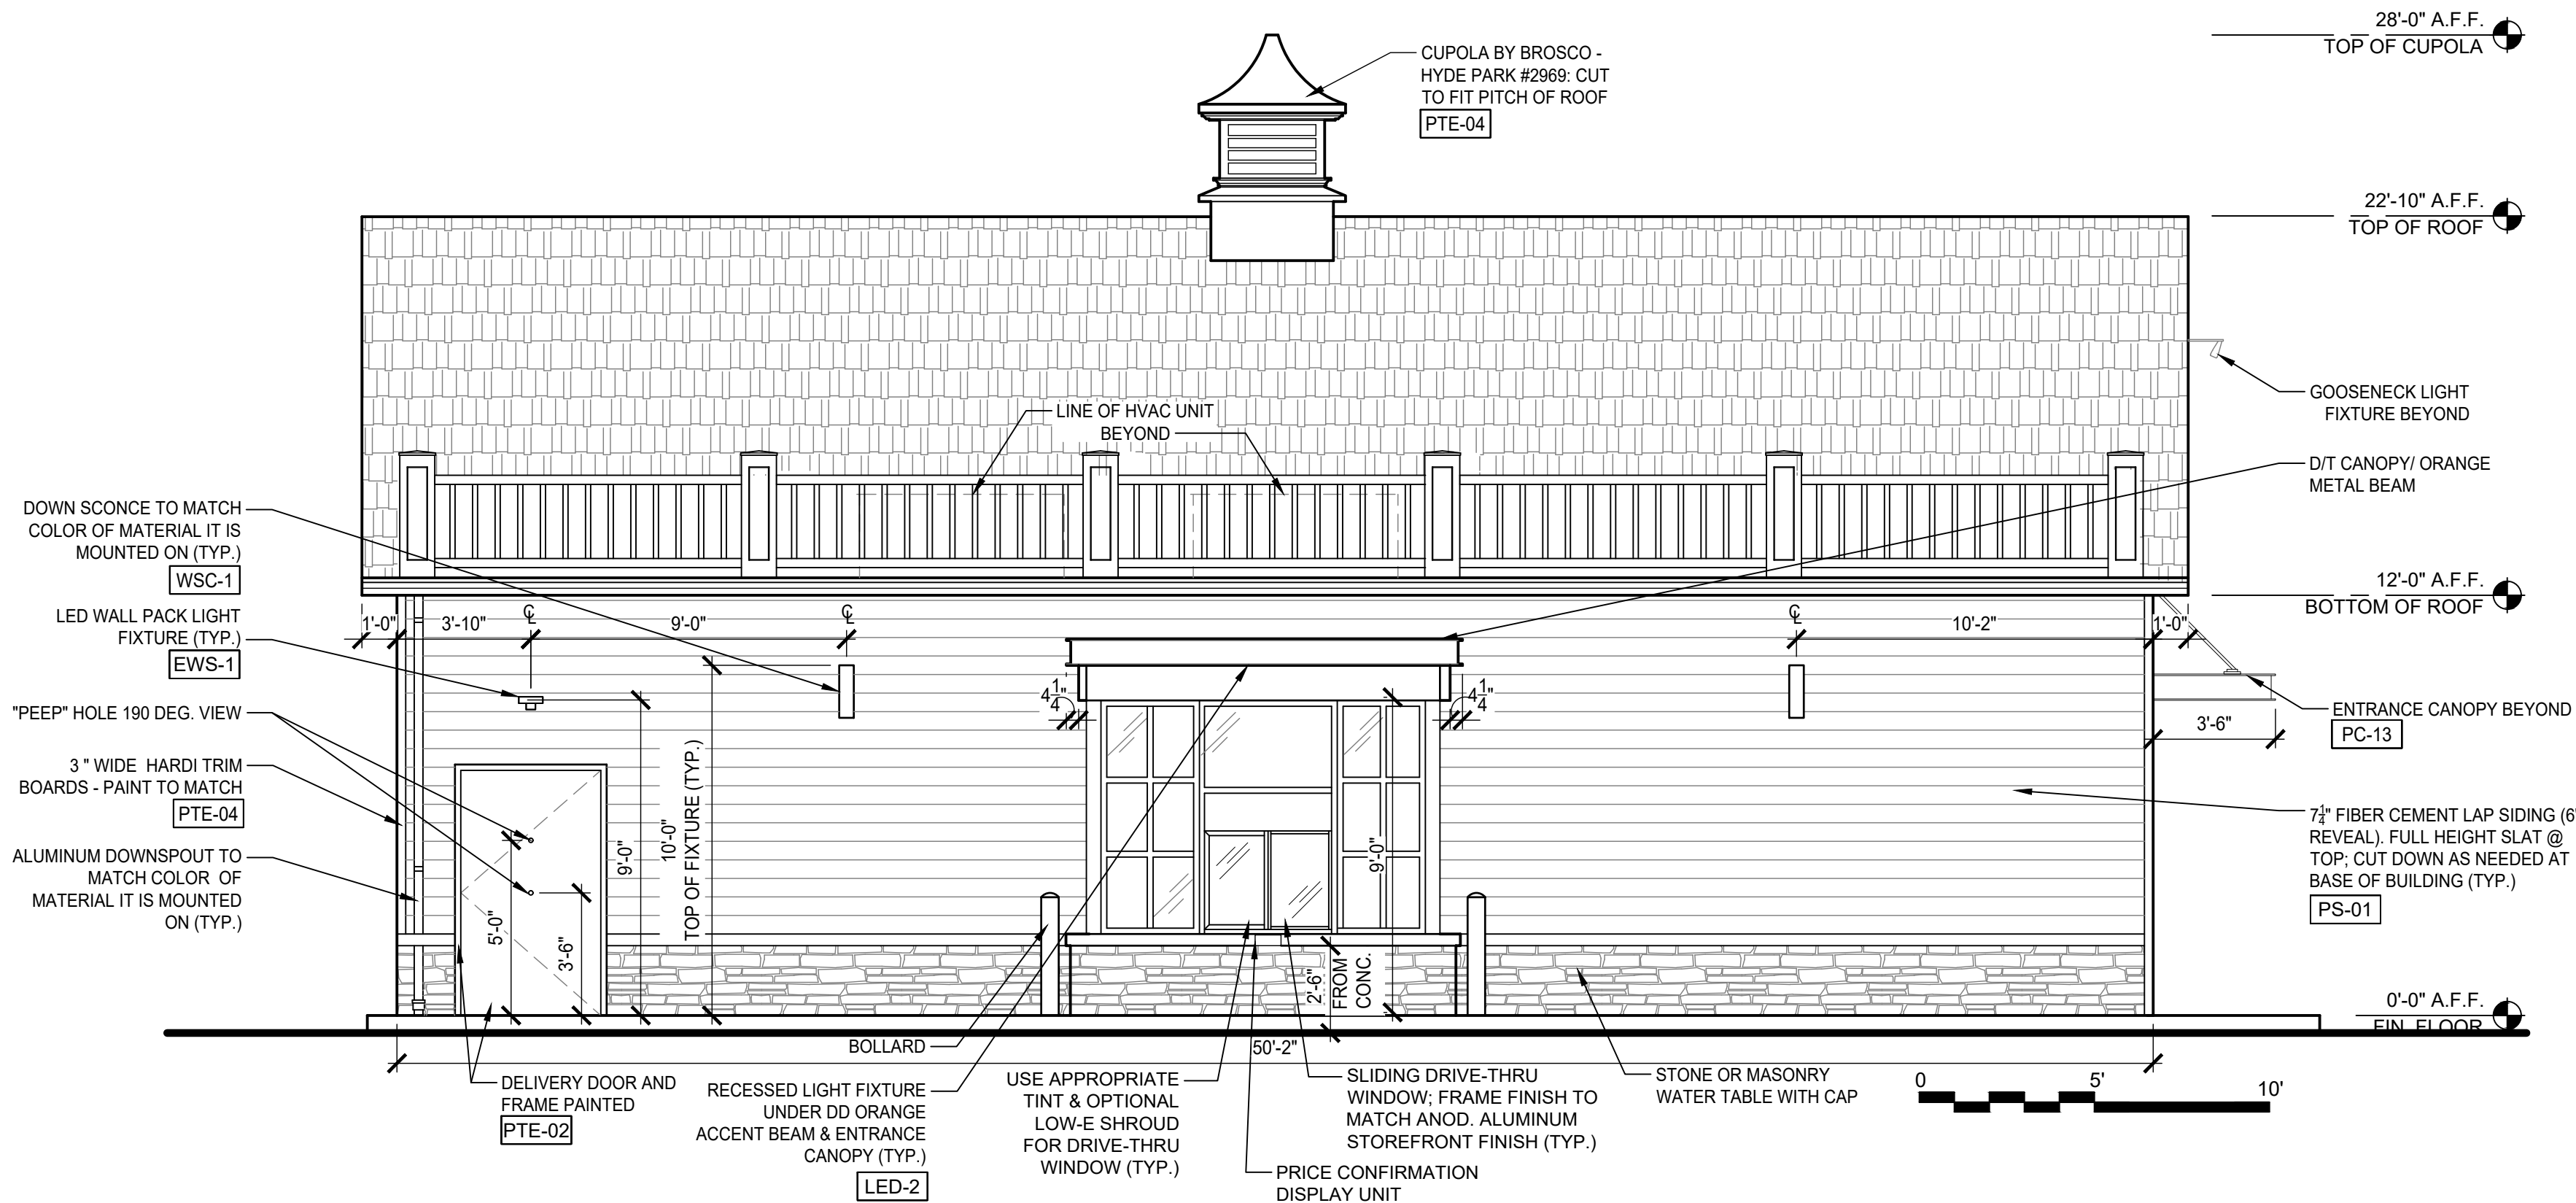 28'-0" A.F.F.
TOP OF CUPOLA
CUPOLA BY BROSCO -
HYDE PARK #2969: CUT
TO FIT PITCH OF ROOF
PTE-04
22'-10" A.F.F.
TOP OF ROOF
GOOSENECK LIGHT
FIXTURE BEYOND
LINE OF HVAC UNIT
BEYOND
D/T CANOPY/ ORANGE
METAL BEAM
DOWN SCONCE TO MATCH
COLOR OF MATERIAL IT IS
MOUNTED ON (TYP.)
WSC-1
12'-0" A.F.F.
BOTTOM OF ROOF
LED WALL PACK LIGHT
FIXTURE (TYP.)
EWS-1
1'-0"
3'-10"
℄
9'-0"
℄
℄
10'-2"
1'-0"
"PEEP" HOLE 190 DEG. VIEW
4 1/4"
4 1/4"
ENTRANCE CANOPY BEYOND
PC-13
3'-6"
3 " WIDE HARDI TRIM
BOARDS - PAINT TO MATCH
PTE-04
7 1/4" FIBER CEMENT LAP SIDING (6"
REVEAL). FULL HEIGHT SLAT @
TOP; CUT DOWN AS NEEDED AT
BASE OF BUILDING (TYP.)
PS-01
ALUMINUM DOWNSPOUT TO
MATCH COLOR OF
MATERIAL IT IS MOUNTED
ON (TYP.)
5'-0"
3'-6"
9'-0"
10'-0"
TOP OF FIXTURE (TYP.)
9'-0"
2'-6"
FROM
CONC.
0'-0" A.F.F.
FIN. FLOOR
50'-2"
BOLLARD
DELIVERY DOOR AND
FRAME PAINTED
PTE-02
RECESSED LIGHT FIXTURE
UNDER DD ORANGE
ACCENT BEAM & ENTRANCE
CANOPY (TYP.)
LED-2
USE APPROPRIATE
TINT & OPTIONAL
LOW-E SHROUD
FOR DRIVE-THRU
WINDOW (TYP.)
SLIDING DRIVE-THRU
WINDOW; FRAME FINISH TO
MATCH ANOD. ALUMINUM
STOREFRONT FINISH (TYP.)
PRICE CONFIRMATION
DISPLAY UNIT
STONE OR MASONRY
WATER TABLE WITH CAP
0
5'
10'